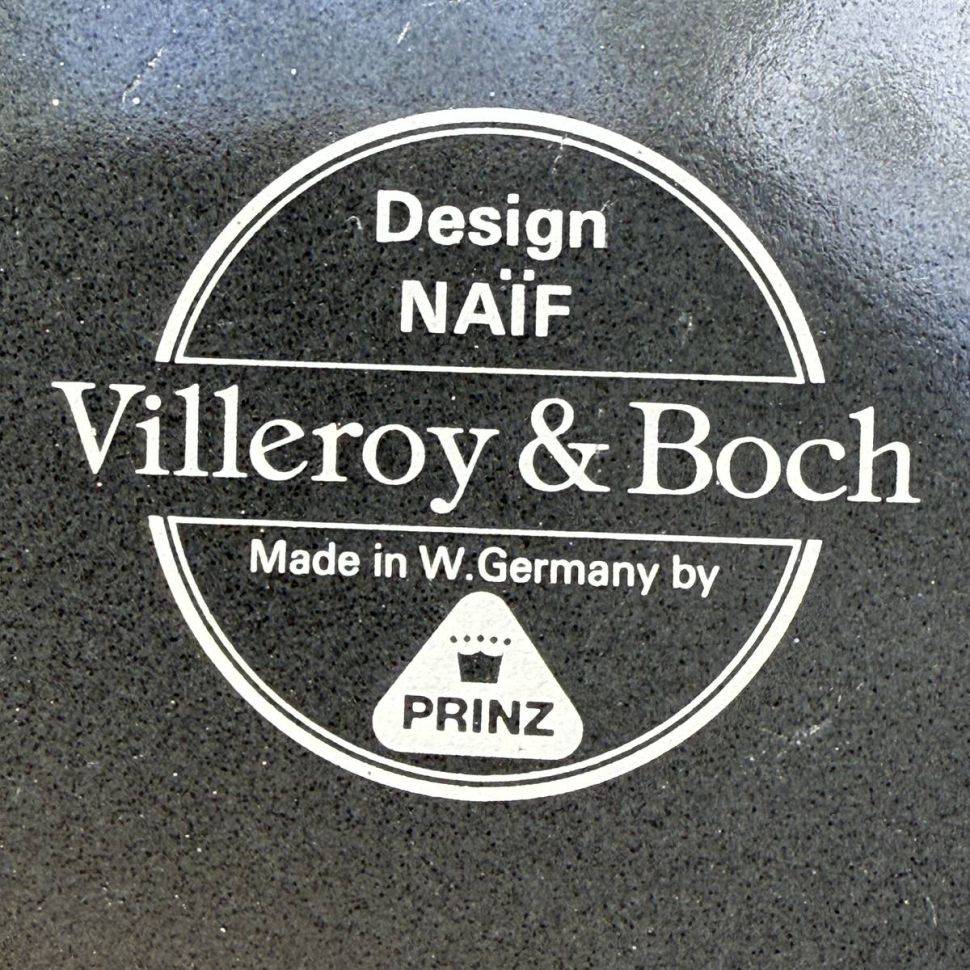 Design
NAÏF
Villeroy & Boch
Made in W.Germany by
PRINZ